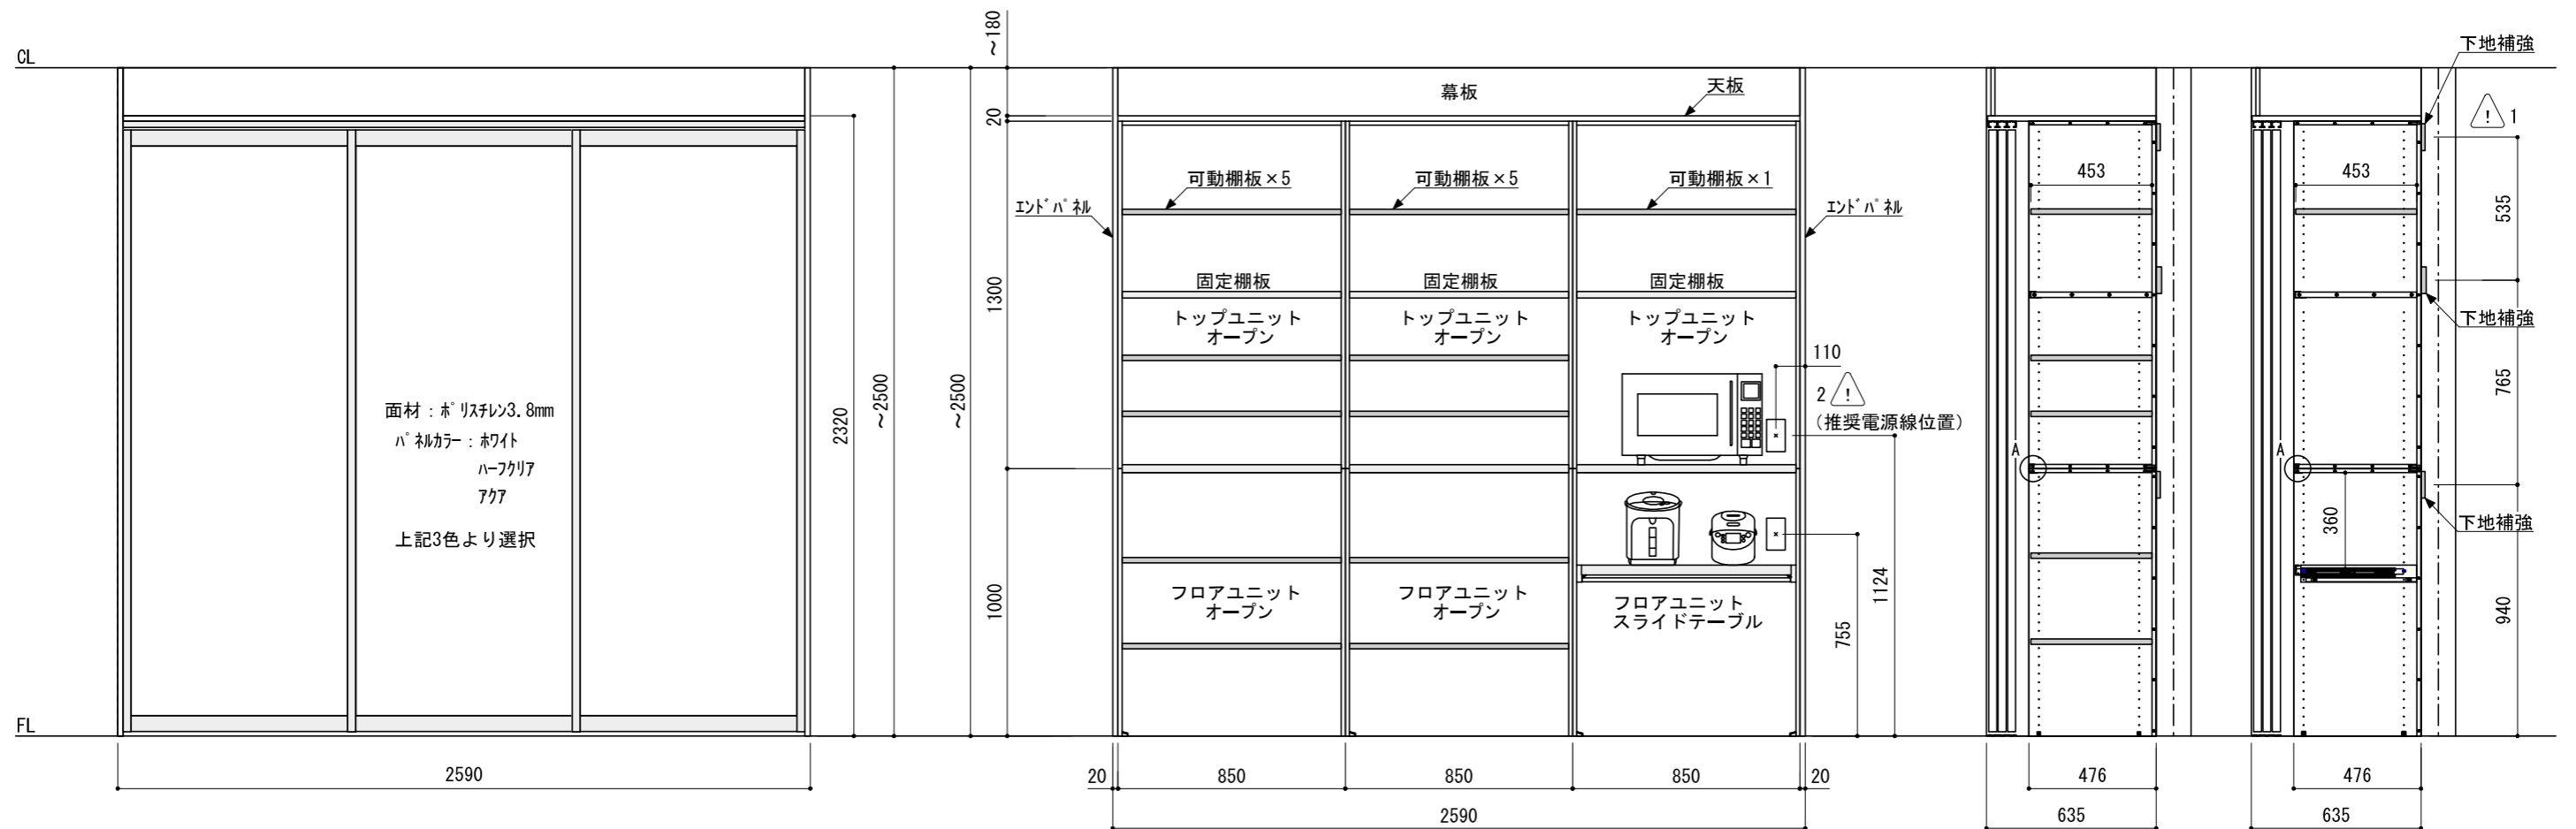 CL
FL
面材：ﾎﾟﾘｽﾁﾚﾝ3.8mm
ﾊﾟﾈﾙｶﾗｰ：ﾎﾜｲﾄ
ﾊｰﾌｸﾘｱ
ｱｸｱ
上記3色より選択
2590
2320
～2500
～2500
～180
20
1300
1000
幕板
天板
可動棚板×5
可動棚板×5
可動棚板×1
ｴﾝﾄﾞﾊﾟﾈﾙ
ｴﾝﾄﾞﾊﾟﾈﾙ
固定棚板
固定棚板
固定棚板
トップユニット
オープン
トップユニット
オープン
トップユニット
オープン
110
2 !
(推奨電源線位置)
フロアユニット
オープン
フロアユニット
オープン
フロアユニット
スライドテーブル
755
1124
20
850
850
850
20
2590
453
A
476
635
下地補強
! 1
453
535
下地補強
765
A
360
下地補強
940
476
635